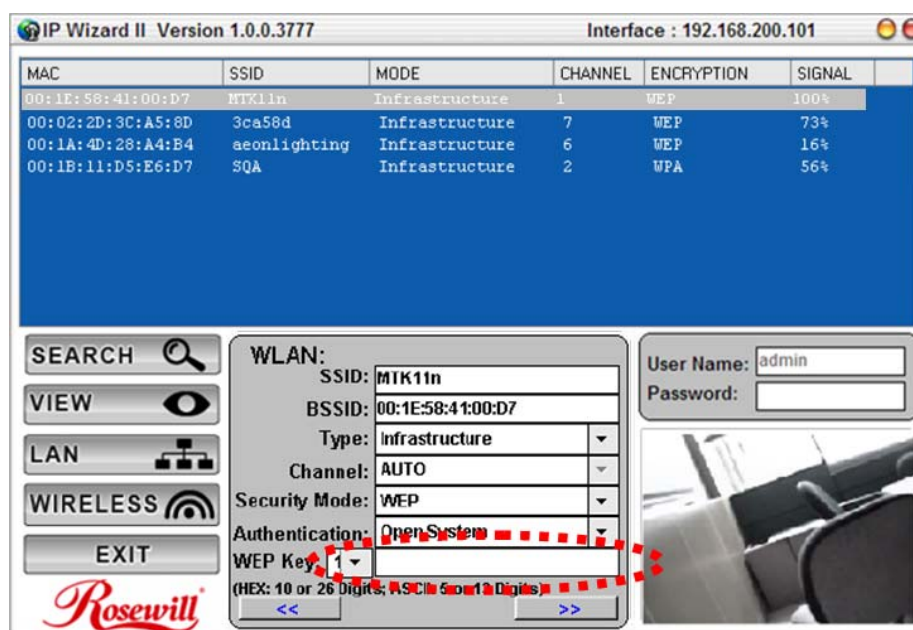 IP Wizard II Version 1.0.0.3777 Interface : 192.168.200.101
MAC SSID MODE CHANNEL ENCRYPTION SIGNAL
00:1E:58:41:00:D7 MTK11n Infrastructure 1 WEP 100%
00:02:2D:3C:A5:8D 3ca58d Infrastructure 7 WEP 73%
00:1A:4D:28:A4:B4 aeonlighting Infrastructure 6 WEP 16%
00:1B:11:D5:E6:D7 SQA Infrastructure 2 WPA 56%
SEARCH
VIEW
LAN
WIRELESS
EXIT
Rosewill
WLAN:
SSID: MTK11n
BSSID: 00:1E:58:41:00:D7
Type: Infrastructure
Channel: AUTO
Security Mode: WEP
Authentication: Open System
WEP Key: 1
(HEX: 10 or 26 Digits; ASCII: 5 or 13 Digits)
<< >>
User Name: admin
Password: